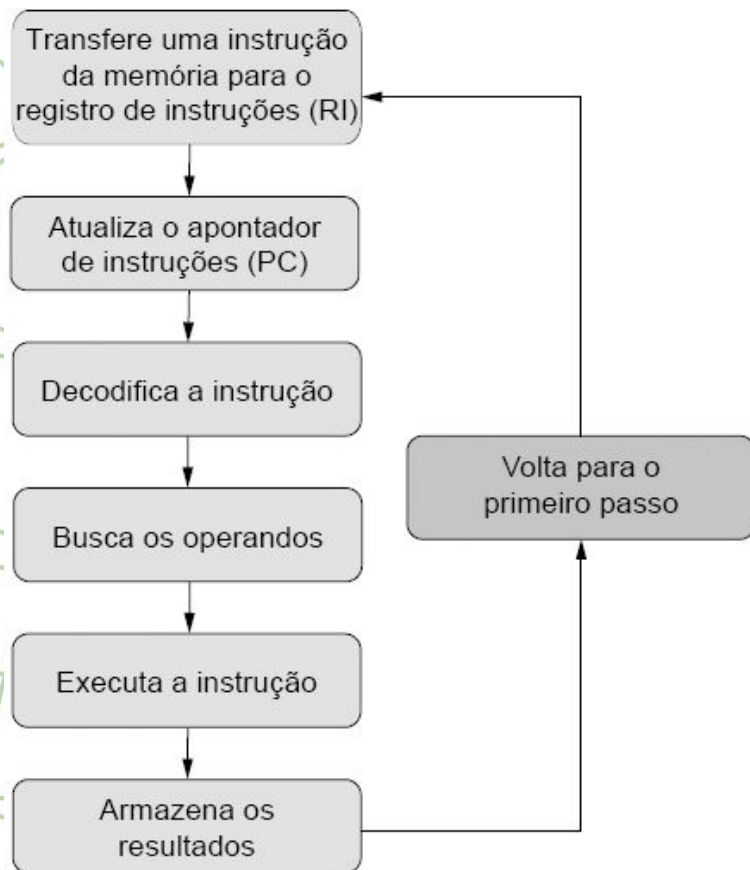 Transfere uma instrução
da memória para o
registro de instruções (RI)
Atualiza o apontador
de instruções (PC)
Decodifica a instrução
Busca os operandos
Executa a instrução
Armazena os
resultados
Volta para o
primeiro passo